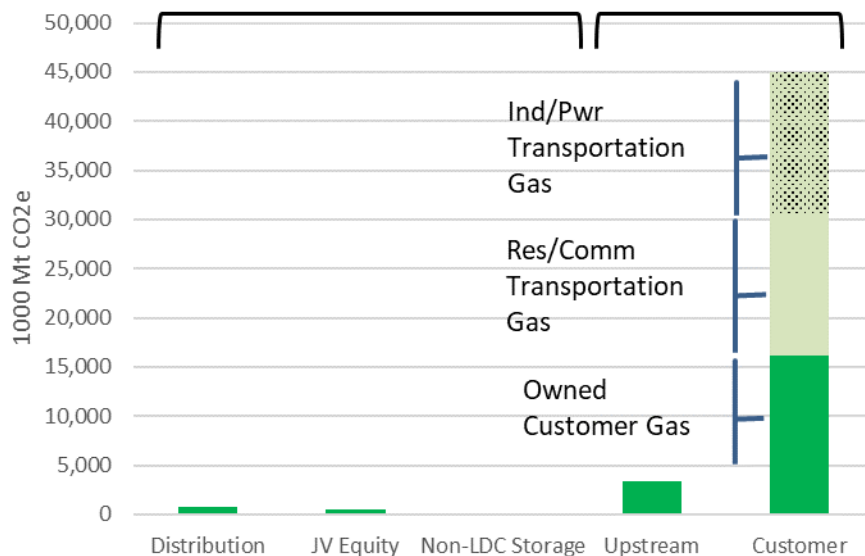 50,000
45,000
40,000
35,000
30,000
25,000
20,000
15,000
10,000
5,000
0
1000 Mt CO2e
Ind/Pwr
Transportation
Gas
Res/Comm
Transportation
Gas
Owned
Customer Gas
Distribution
JV Equity
Non-LDC Storage
Upstream
Customer